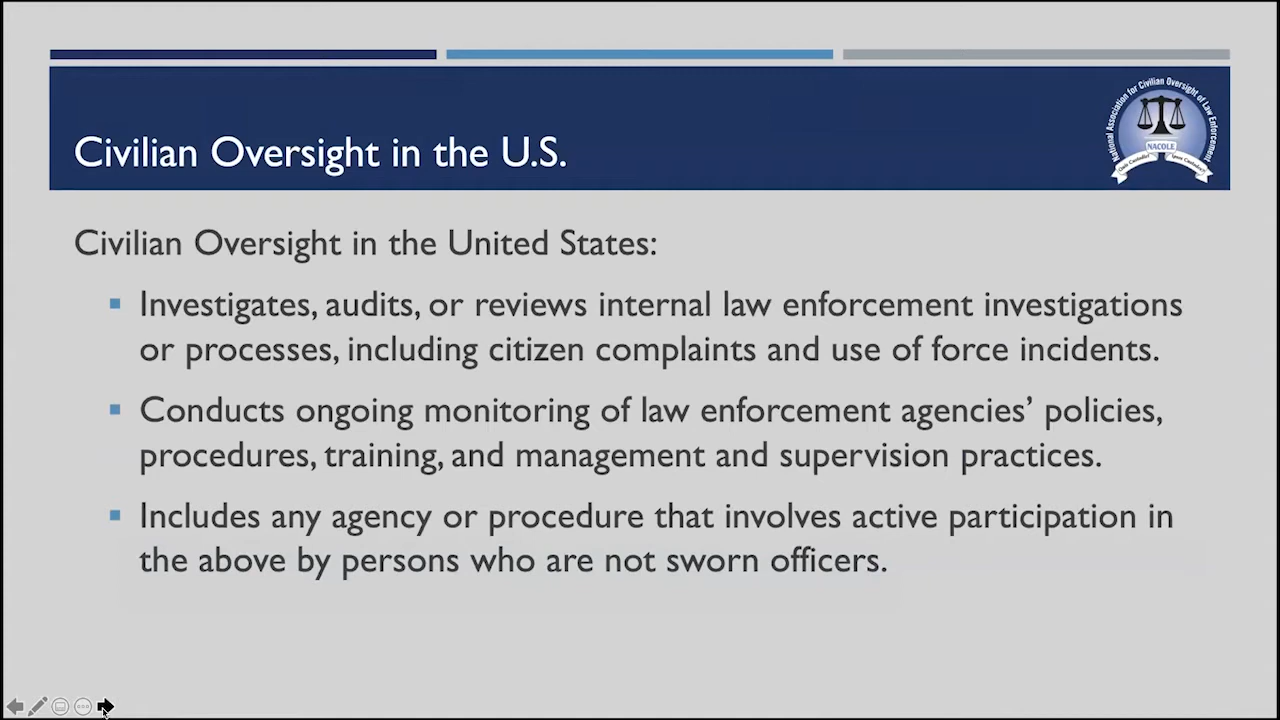 Civilian Oversight in the U.S.
National Association for Civilian Oversight of Law Enforcement
NACOLE
Civilian Oversight in the United States:
Investigates, audits, or reviews internal law enforcement investigations
or processes, including citizen complaints and use of force incidents.
Conducts ongoing monitoring of law enforcement agencies’ policies,
procedures, training, and management and supervision practices.
Includes any agency or procedure that involves active participation in
the above by persons who are not sworn officers.